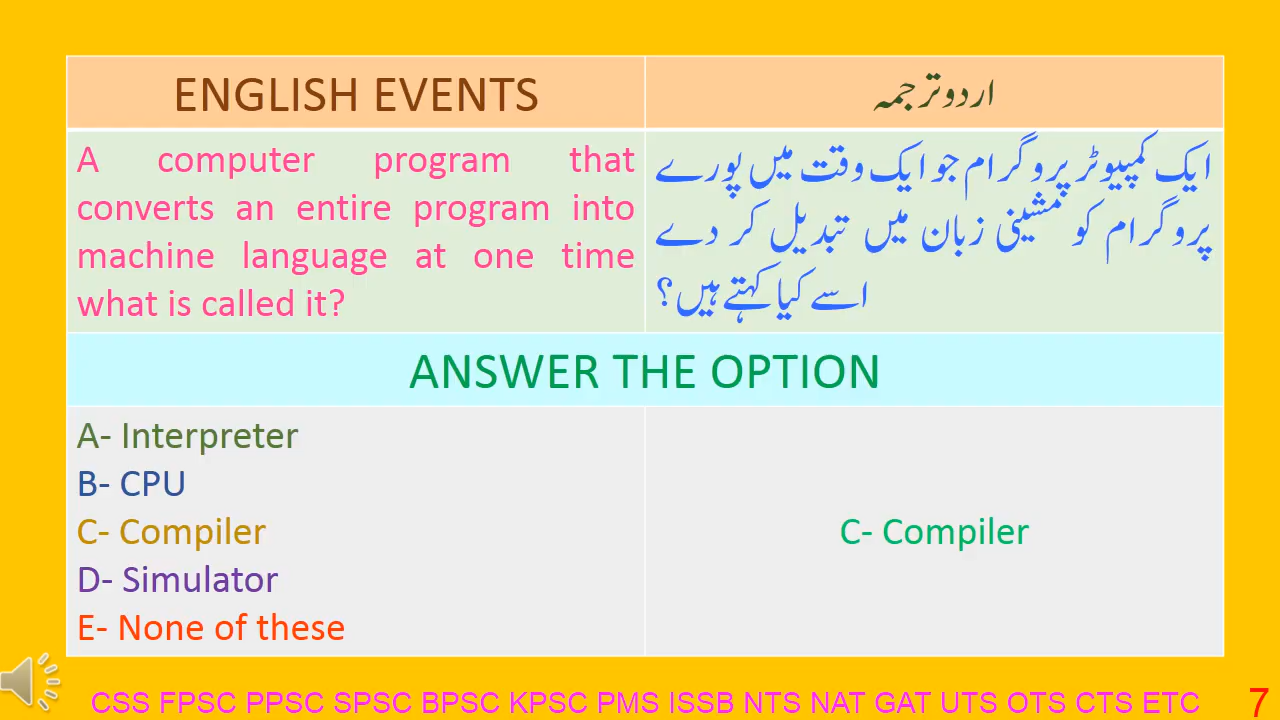 ENGLISH EVENTS
اردو ترجمہ
A computer program that
converts an entire program into
machine language at one time
what is called it?
ایک کمپیوٹر پروگرام جو ایک وقت میں پورے
پروگرام کو مشینی زبان میں تبدیل کر دے
اسے کیا کہتے ہیں؟
ANSWER THE OPTION
A- Interpreter
B- CPU
C- Compiler
D- Simulator
E- None of these
C- Compiler
CSS FPSC PPSC SPSC BPSC KPSC PMS ISSB NTS NAT GAT UTS OTS CTS ETC
7